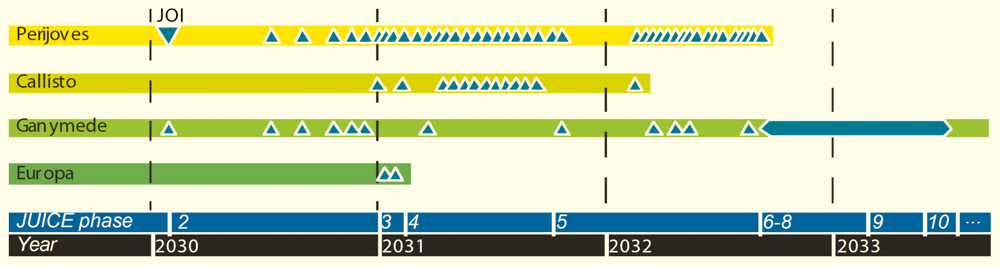 JOI
Perijoves
Callisto
Ganymede
Europa
JUICE phase 2 3 4 5 6-8 9 10 ...
Year 2030 2031 2032 2033